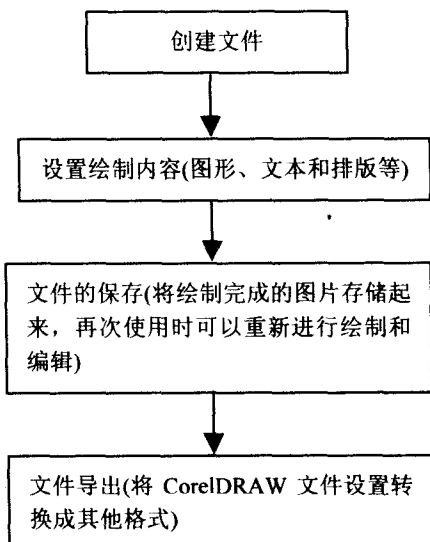 创建文件
设置绘制内容(图形、文本和排版等)
文件的保存(将绘制完成的图片存储起
来，再次使用时可以重新进行绘制和
编辑)
文件导出(将 CorelDRAW 文件设置转
换成其他格式)